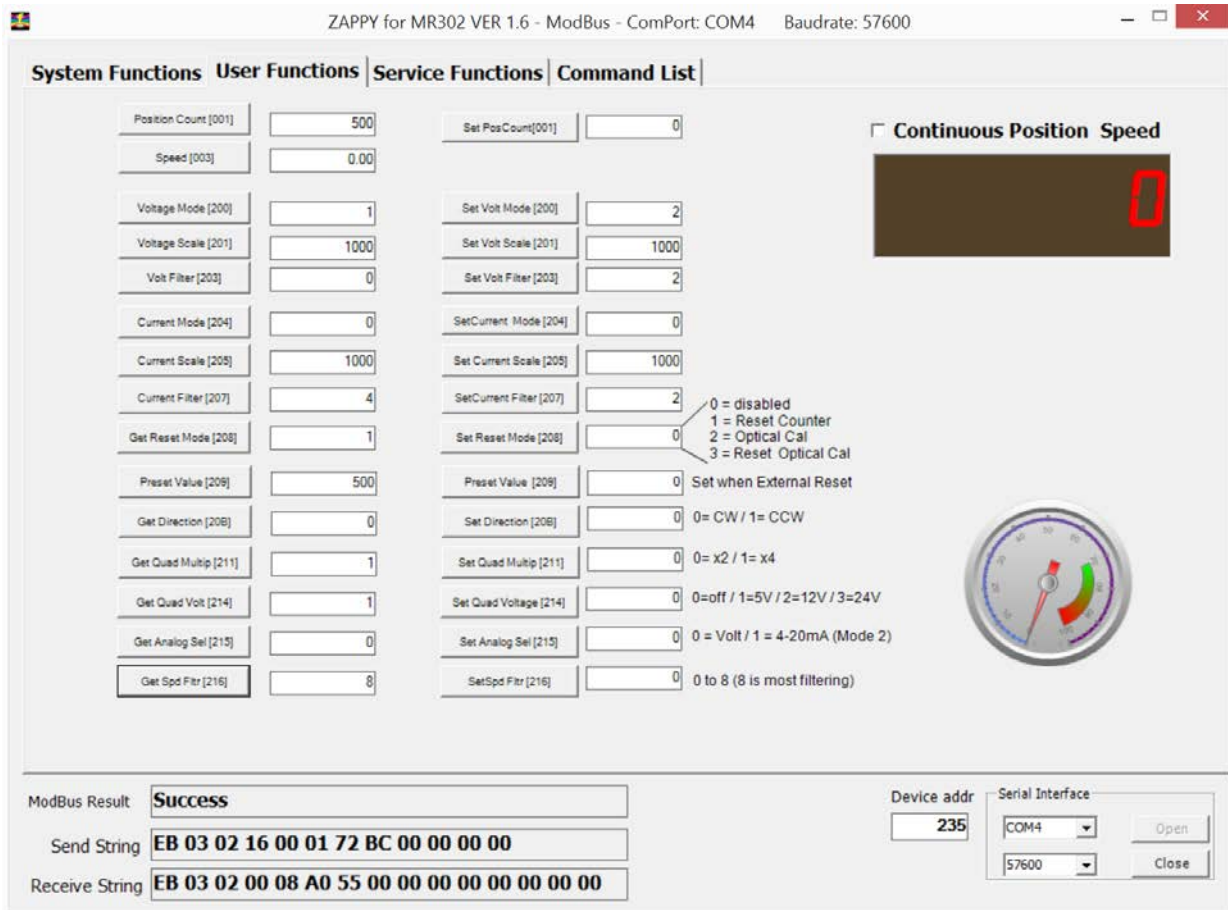 ZAPPY for MR302 VER 1.6 - ModBus - ComPort: COM4 Baudrate: 57600
System Functions User Functions Service Functions Command List
Position Count [001] 500 Set PosCount[001] 0
Continuous Position Speed
Speed [003] 0.00
0
Voltage Mode [200] 1 Set Volt Mode [200] 2
Voltage Scale [201] 1000 Set Volt Scale [201] 1000
Volt Filter [203] 0 Set Volt Filter [203] 2
Current Mode [204] 0 SetCurrent Mode [204] 0
Current Scale [205] 1000 Set Current Scale [205] 1000
Current Filter [207] 4 SetCurrent Filter [207] 2
0 = disabled
1 = Reset Counter
Get Reset Mode [208] 1 Set Reset Mode [208] 0 2 = Optical Cal
3 = Reset Optical Cal
Preset Value [209] 500 Preset Value [209] 0 Set when External Reset
Get Direction [20B] 0 Set Direction [20B] 0 0= CW / 1= CCW
Get Quad Multip [211] 1 Set Quad Multip [211] 0 0= x2 / 1= x4
Get Quad Volt [214] 1 Set Quad Voltage [214] 0 0=off / 1=5V / 2=12V / 3=24V
Get Analog Sel [215] 0 Set Analog Sel [215] 0 0 = Volt / 1 = 4-20mA (Mode 2)
Get Spd Fltr [216] 8 SetSpd Fltr [216] 0 0 to 8 (8 is most filtering)
ModBus Result Success
Device addr Serial Interface
235 COM4 Open
Send String EB 03 02 16 00 01 72 BC 00 00 00 00
57600 Close
Receive String EB 03 02 00 08 A0 55 00 00 00 00 00 00 00 00